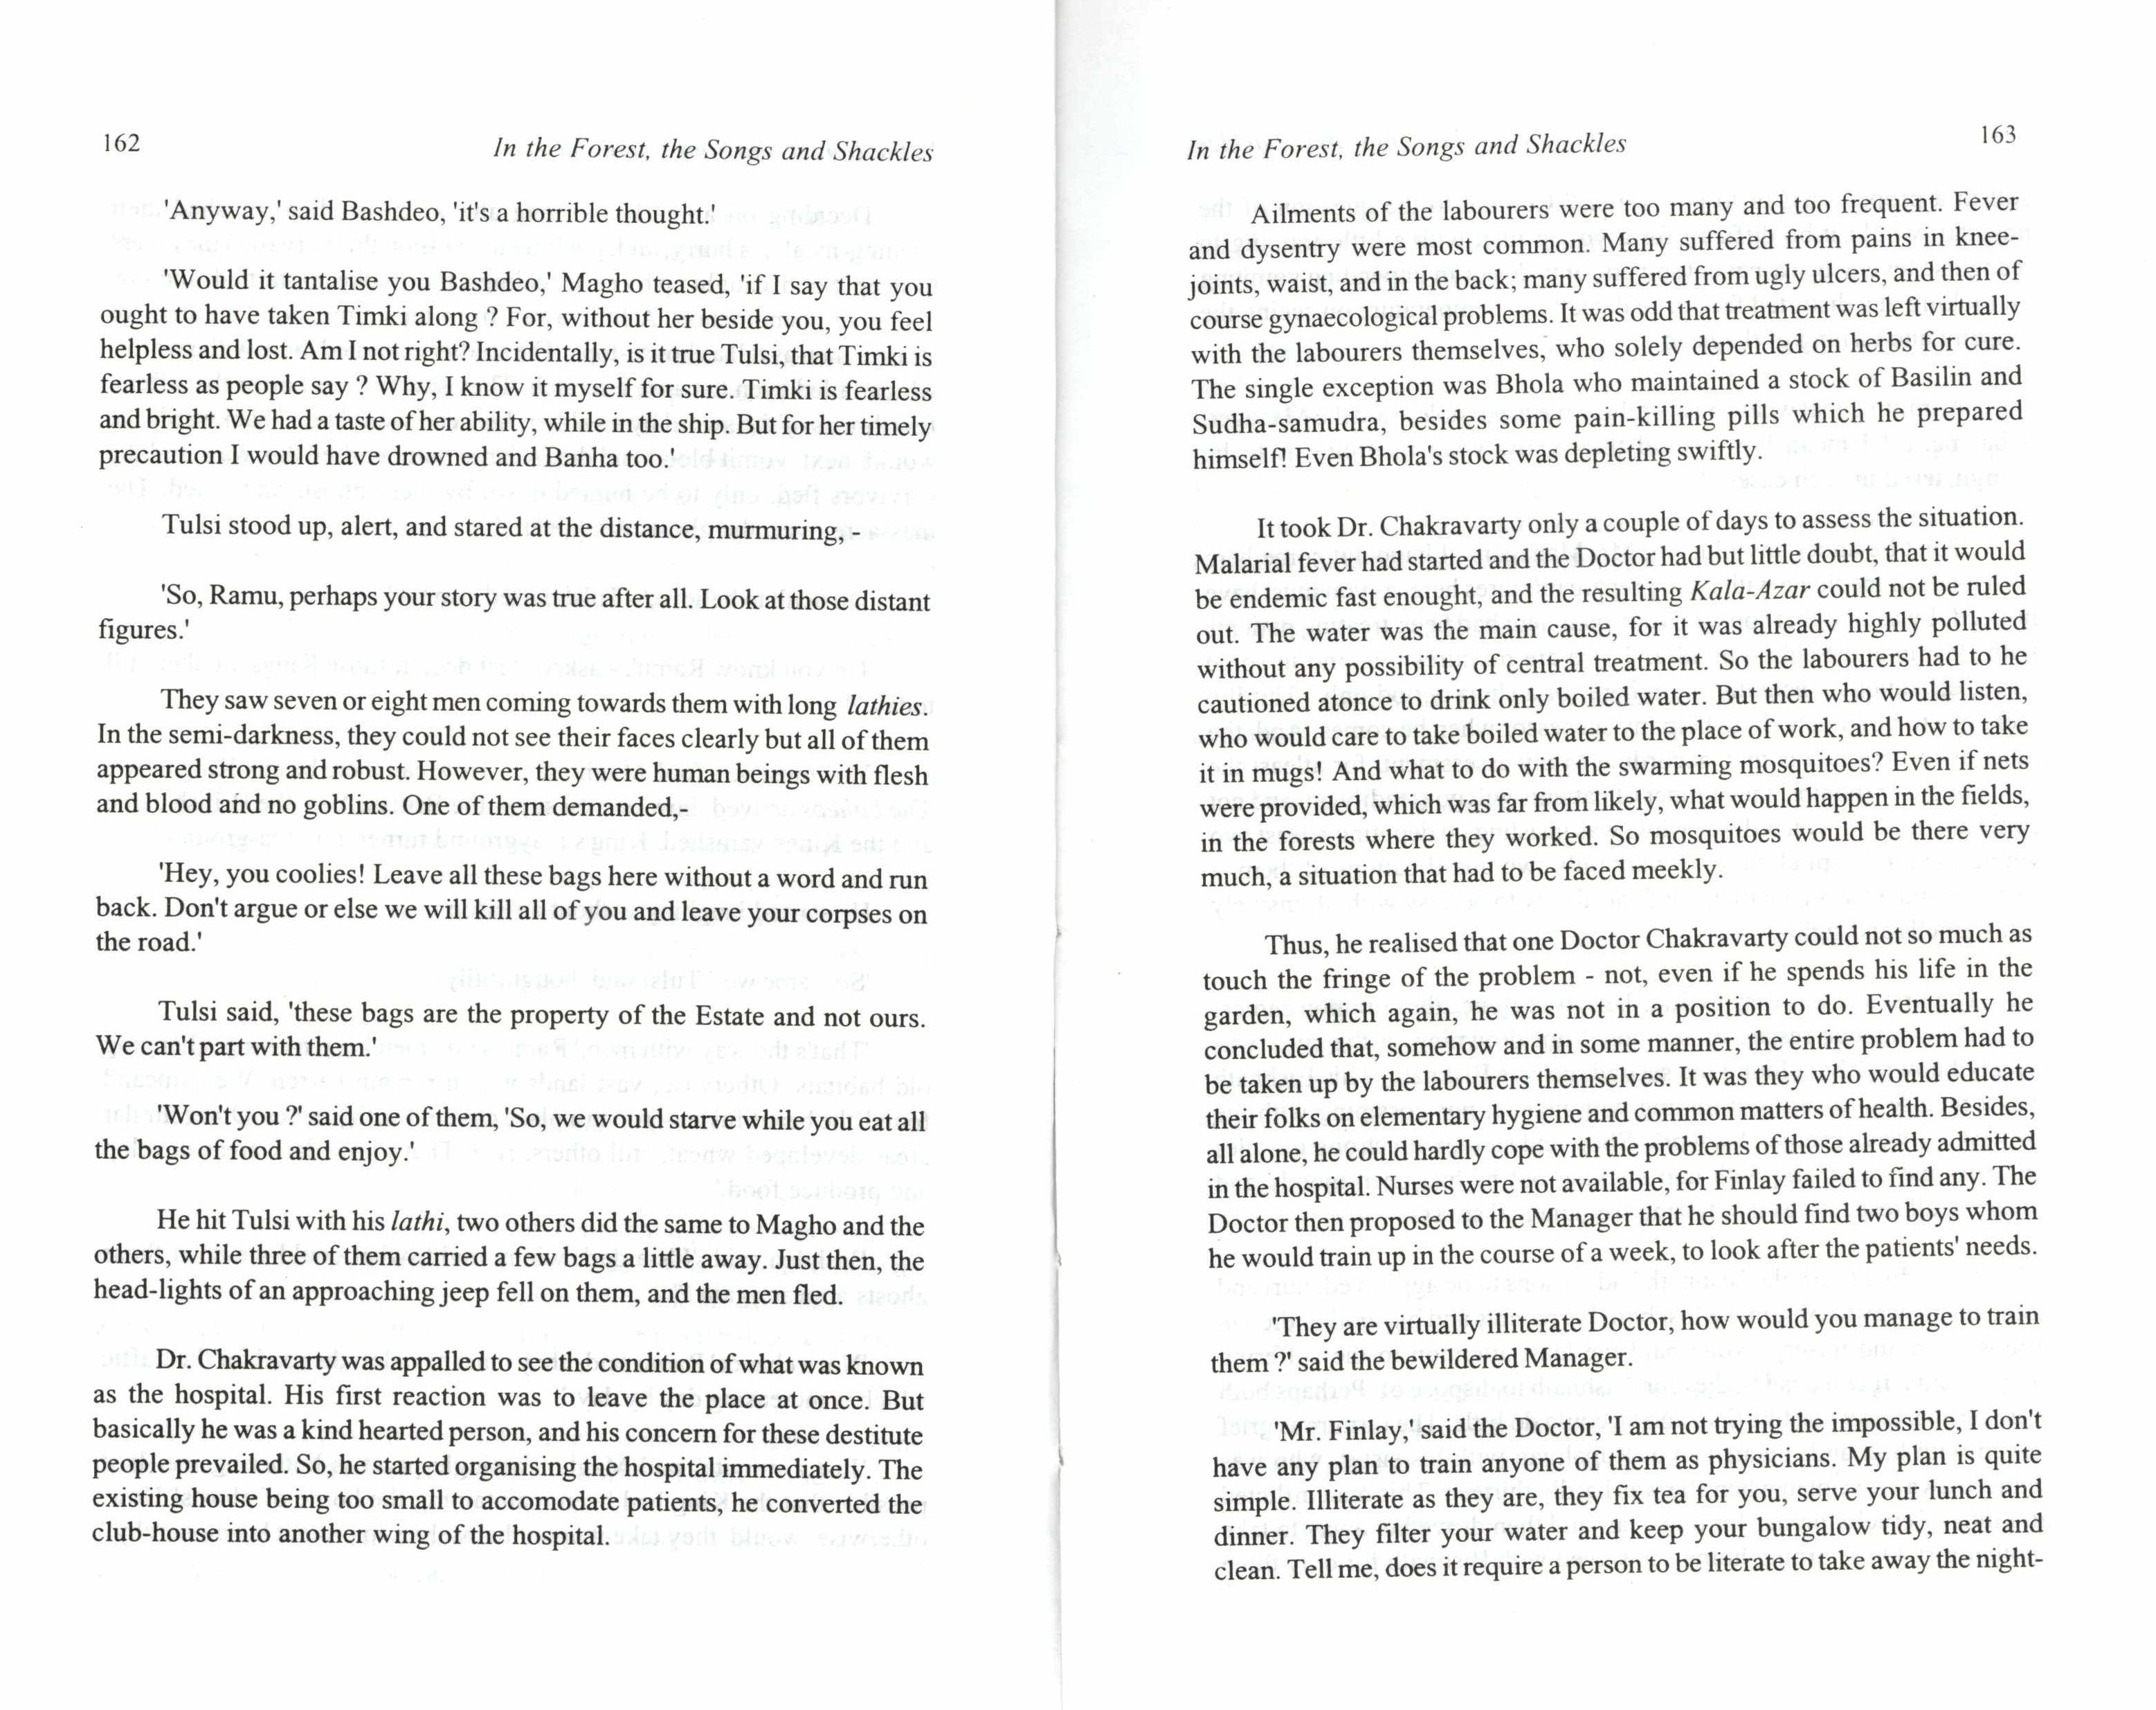 162
In the Forest, the Songs and Shackles
'Anyway,' said Bashdeo, 'it's a horrible thought.'
'Would it tantalise you Bashdeo,' Magho teased, 'if I say that you
ought to have taken Timki along ? For, without her beside you, you feel
helpless and lost. Am I not right? Incidentally, is it true Tulsi, that Timki is
fearless as people say ? Why, I know it myself for sure. Timki is fearless
and bright. We had a taste of her ability, while in the ship. But for her timely
precaution I would have drowned and Banha too.'
Tulsi stood up, alert, and stared at the distance, murmuring, -
'So, Ramu, perhaps your story was true after all. Look at those distant
figures.'
They saw seven or eight men coming towards them with long lathies.
In the semi-darkness, they could not see their faces clearly but all of them
appeared strong and robust. However, they were human beings with flesh
and blood and no goblins. One of them demanded,-
'Hey, you coolies! Leave all these bags here without a word and run
back. Don't argue or else we will kill all of you and leave your corpses on
the road.'
Tulsi said, 'these bags are the property of the Estate and not ours.
We can't part with them.'
'Won't you ?' said one of them, 'So, we would starve while you eat all
the bags of food and enjoy.'
He hit Tulsi with his lathi, two others did the same to Magho and the
others, while three of them carried a few bags a little away. Just then, the
head-lights of an approaching jeep fell on them, and the men fled.
Dr. Chakravarty was appalled to see the condition of what was known
as the hospital. His first reaction was to leave the place at once. But
basically he was a kind hearted person, and his concern for these destitute
people prevailed. So, he started organising the hospital immediately. The
existing house being too small to accomodate patients, he converted the
club-house into another wing of the hospital.
In the Forest, the Songs and Shackles
163
Ailments of the labourers were too many and too frequent. Fever
and dysentry were most common. Many suffered from pains in knee-
joints, waist, and in the back; many suffered from ugly ulcers, and then of
course gynaecological problems. It was odd that treatment was left virtually
with the labourers themselves, who solely depended on herbs for cure.
The single exception was Bhola who maintained a stock of Basilin and
Sudha-samudra, besides some pain-killing pills which he prepared
himself! Even Bhola's stock was depleting swiftly.
It took Dr. Chakravarty only a couple of days to assess the situation.
Malarial fever had started and the Doctor had but little doubt, that it would
be endemic fast enought, and the resulting Kala-Azar could not be ruled
out. The water was the main cause, for it was already highly polluted
without any possibility of central treatment. So the labourers had to he
cautioned atonce to drink only boiled water. But then who would listen,
who would care to take boiled water to the place of work, and how to take
it in mugs! And what to do with the swarming mosquitoes? Even if nets
were provided, which was far from likely, what would happen in the fields,
in the forests where they worked. So mosquitoes would be there very
much, a situation that had to be faced meekly.
Thus, he realised that one Doctor Chakravarty could not so much as
touch the fringe of the problem - not, even if he spends his life in the
garden, which again, he was not in a position to do. Eventually he
concluded that, somehow and in some manner, the entire problem had to
be taken up by the labourers themselves. It was they who would educate
their folks on elementary hygiene and common matters of health. Besides,
all alone, he could hardly cope with the problems of those already admitted
in the hospital. Nurses were not available, for Finlay failed to find any. The
Doctor then proposed to the Manager that he should find two boys whom
he would train up in the course of a week, to look after the patients' needs.
'They are virtually illiterate Doctor, how would you manage to train
them ?' said the bewildered Manager.
'Mr. Finlay,' said the Doctor, 'I am not trying the impossible, I don't
have any plan to train anyone of them as physicians. My plan is quite
simple. Illiterate as they are, they fix tea for you, serve your lunch and
dinner. They filter your water and keep your bungalow tidy, neat and
clean. Tell me, does it require a person to be literate to take away the night-